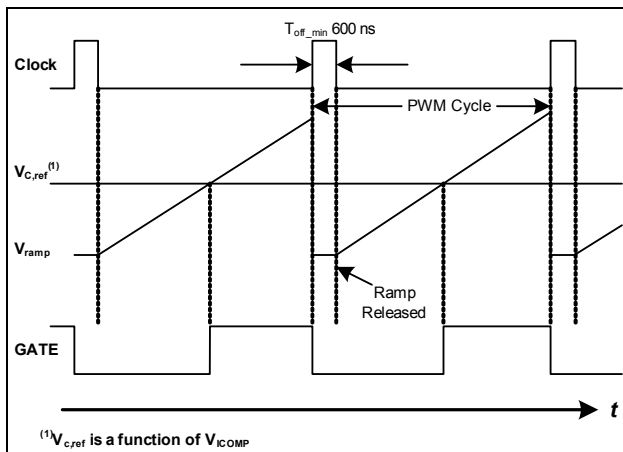 T_off_min 600 ns
Clock
PWM Cycle
V_C,ref^(1)
V_ramp
Ramp
Released
GATE
t
^(1)V_c,ref is a function of V_ICOMP